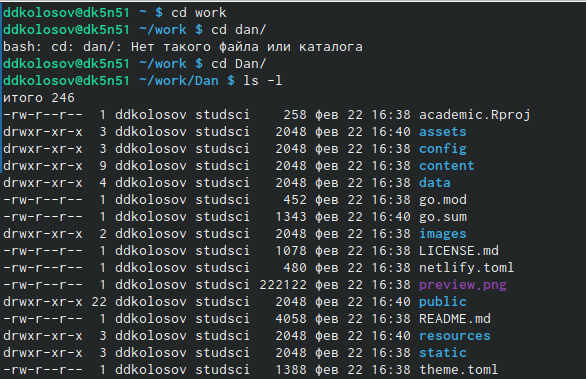 ddkolosov@dk5n51 ~ $ cd work
ddkolosov@dk5n51 ~/work $ cd dan/
bash: cd: dan/: Нет такого файла или каталога
ddkolosov@dk5n51 ~/work $ cd Dan/
ddkolosov@dk5n51 ~/work/Dan $ ls -l
итого 246
-rw-r--r-- 1 ddkolosov studsci 258 фев 22 16:38 academic.Rproj
drwxr-xr-x 3 ddkolosov studsci 2048 фев 22 16:40 assets
drwxr-xr-x 3 ddkolosov studsci 2048 фев 22 16:38 config
drwxr-xr-x 9 ddkolosov studsci 2048 фев 22 16:38 content
drwxr-xr-x 4 ddkolosov studsci 2048 фев 22 16:38 data
-rw-r--r-- 1 ddkolosov studsci 452 фев 22 16:38 go.mod
-rw-r--r-- 1 ddkolosov studsci 1343 фев 22 16:40 go.sum
drwxr-xr-x 2 ddkolosov studsci 2048 фев 22 16:38 images
-rw-r--r-- 1 ddkolosov studsci 1078 фев 22 16:38 LICENSE.md
-rw-r--r-- 1 ddkolosov studsci 480 фев 22 16:38 netlify.toml
-rw-r--r-- 1 ddkolosov studsci 222122 фев 22 16:38 preview.png
drwxr-xr-x 22 ddkolosov studsci 2048 фев 22 16:40 public
-rw-r--r-- 1 ddkolosov studsci 4058 фев 22 16:38 README.md
drwxr-xr-x 3 ddkolosov studsci 2048 фев 22 16:40 resources
drwxr-xr-x 3 ddkolosov studsci 2048 фев 22 16:38 static
-rw-r--r-- 1 ddkolosov studsci 1388 фев 22 16:38 theme.toml